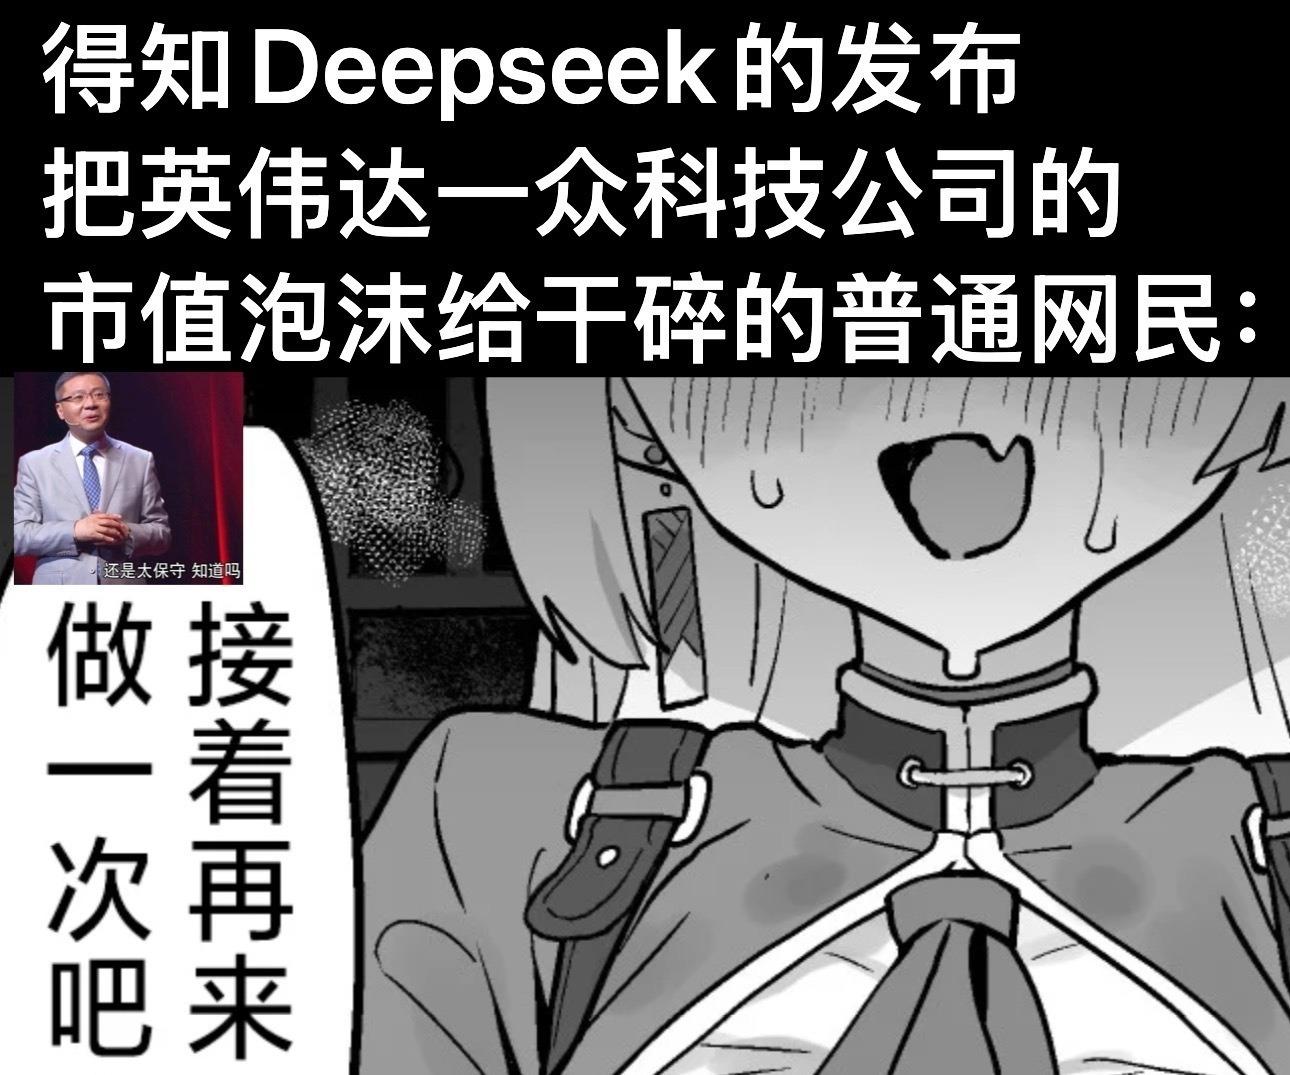 得知Deepseek的发布
把英伟达一众科技公司的
市值泡沫给干碎的普通网民：
还是太保守 知道吗
接着再来
做一次吧